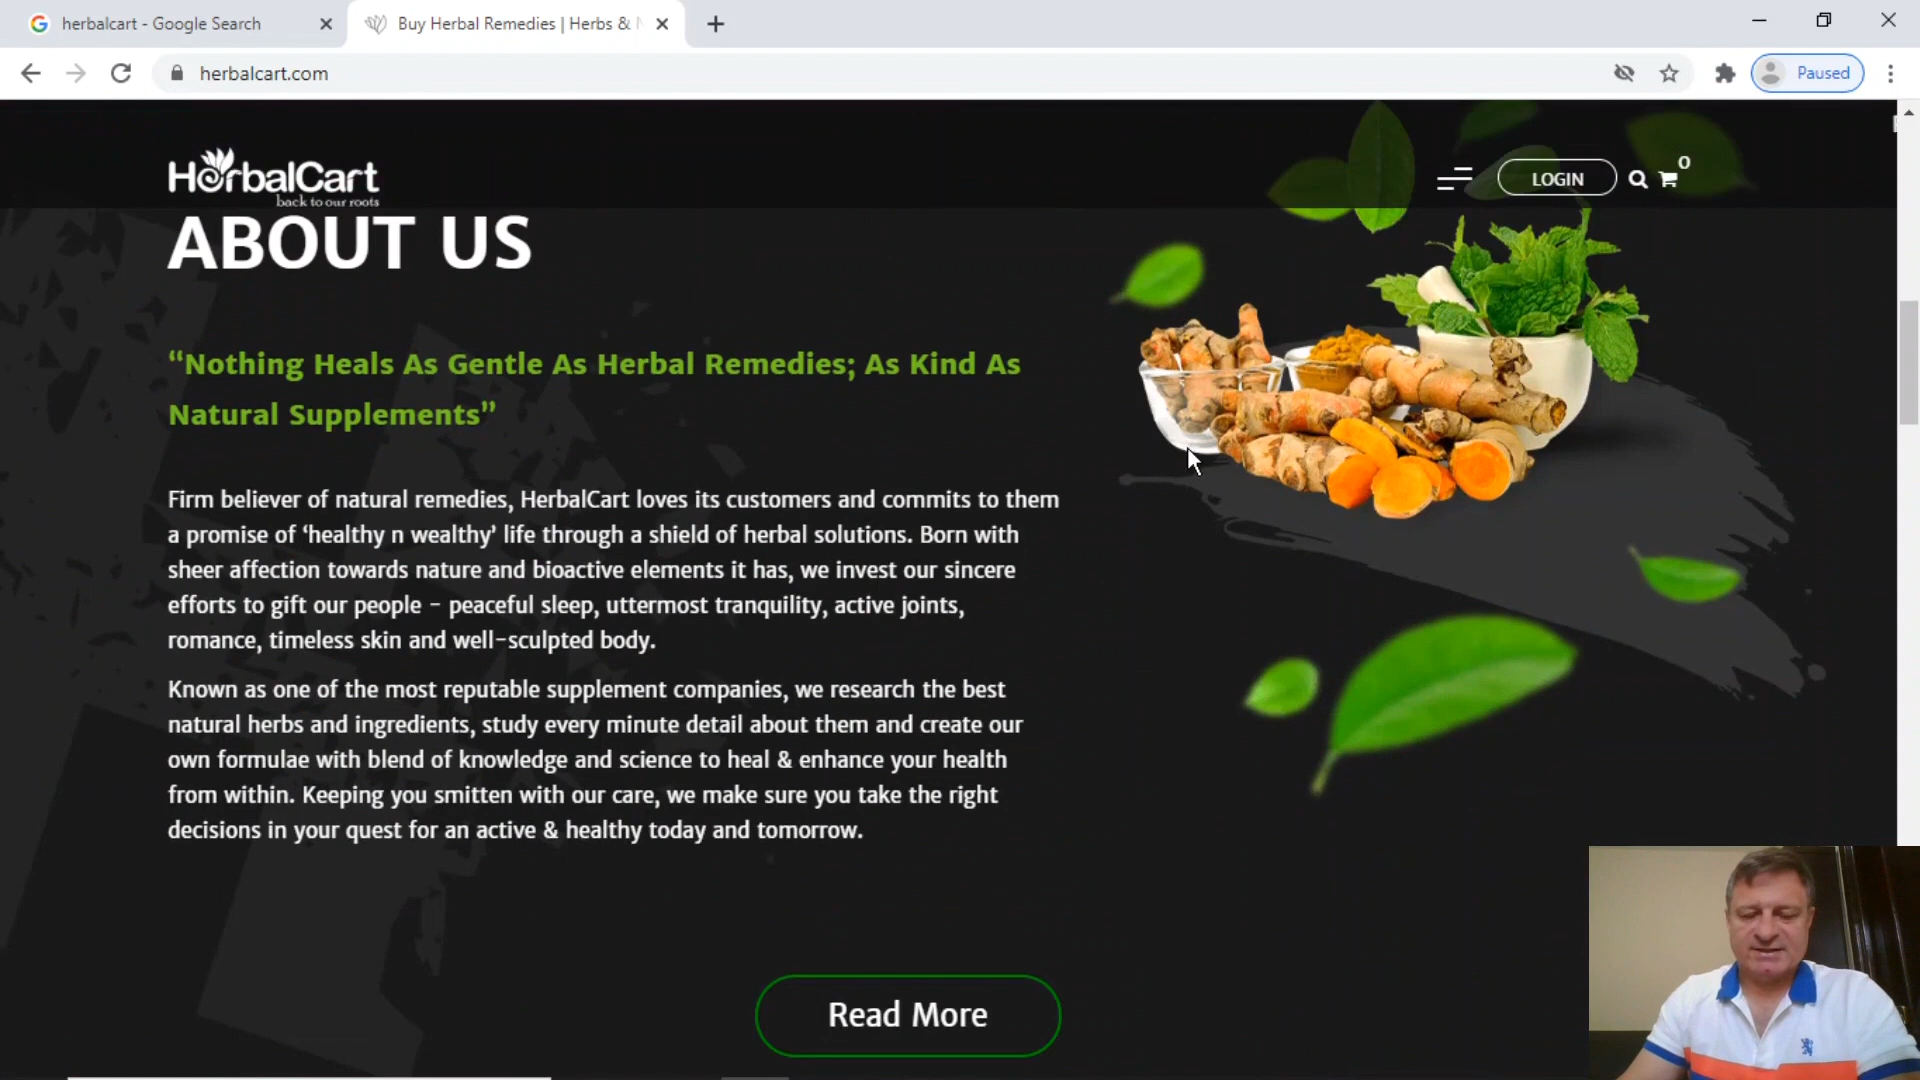 herbalcart - Google Search
Buy Herbal Remedies | Herbs &
herbalcart.com
Paused
HerbalCart
back to our roots
LOGIN
0
ABOUT US
“Nothing Heals As Gentle As Herbal Remedies; As Kind As
Natural Supplements”
Firm believer of natural remedies, HerbalCart loves its customers and commits to them
a promise of ‘healthy n wealthy’ life through a shield of herbal solutions. Born with
sheer affection towards nature and bioactive elements it has, we invest our sincere
efforts to gift our people - peaceful sleep, uttermost tranquility, active joints,
romance, timeless skin and well-sculpted body.
Known as one of the most reputable supplement companies, we research the best
natural herbs and ingredients, study every minute detail about them and create our
own formulae with blend of knowledge and science to heal & enhance your health
from within. Keeping you smitten with our care, we make sure you take the right
decisions in your quest for an active & healthy today and tomorrow.
Read More